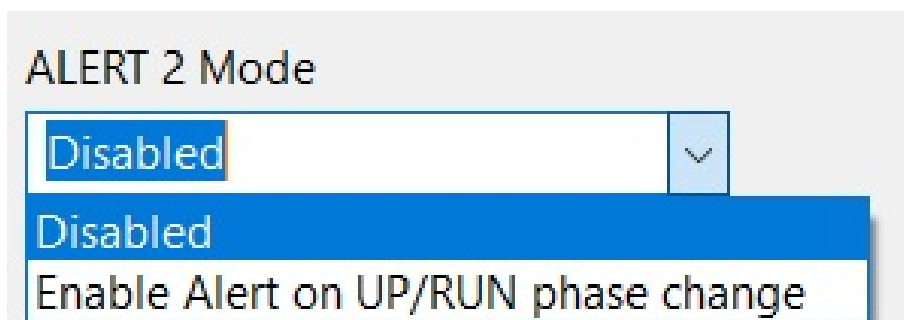 ALERT 2 Mode
Disabled
Disabled
Enable Alert on UP/RUN phase change